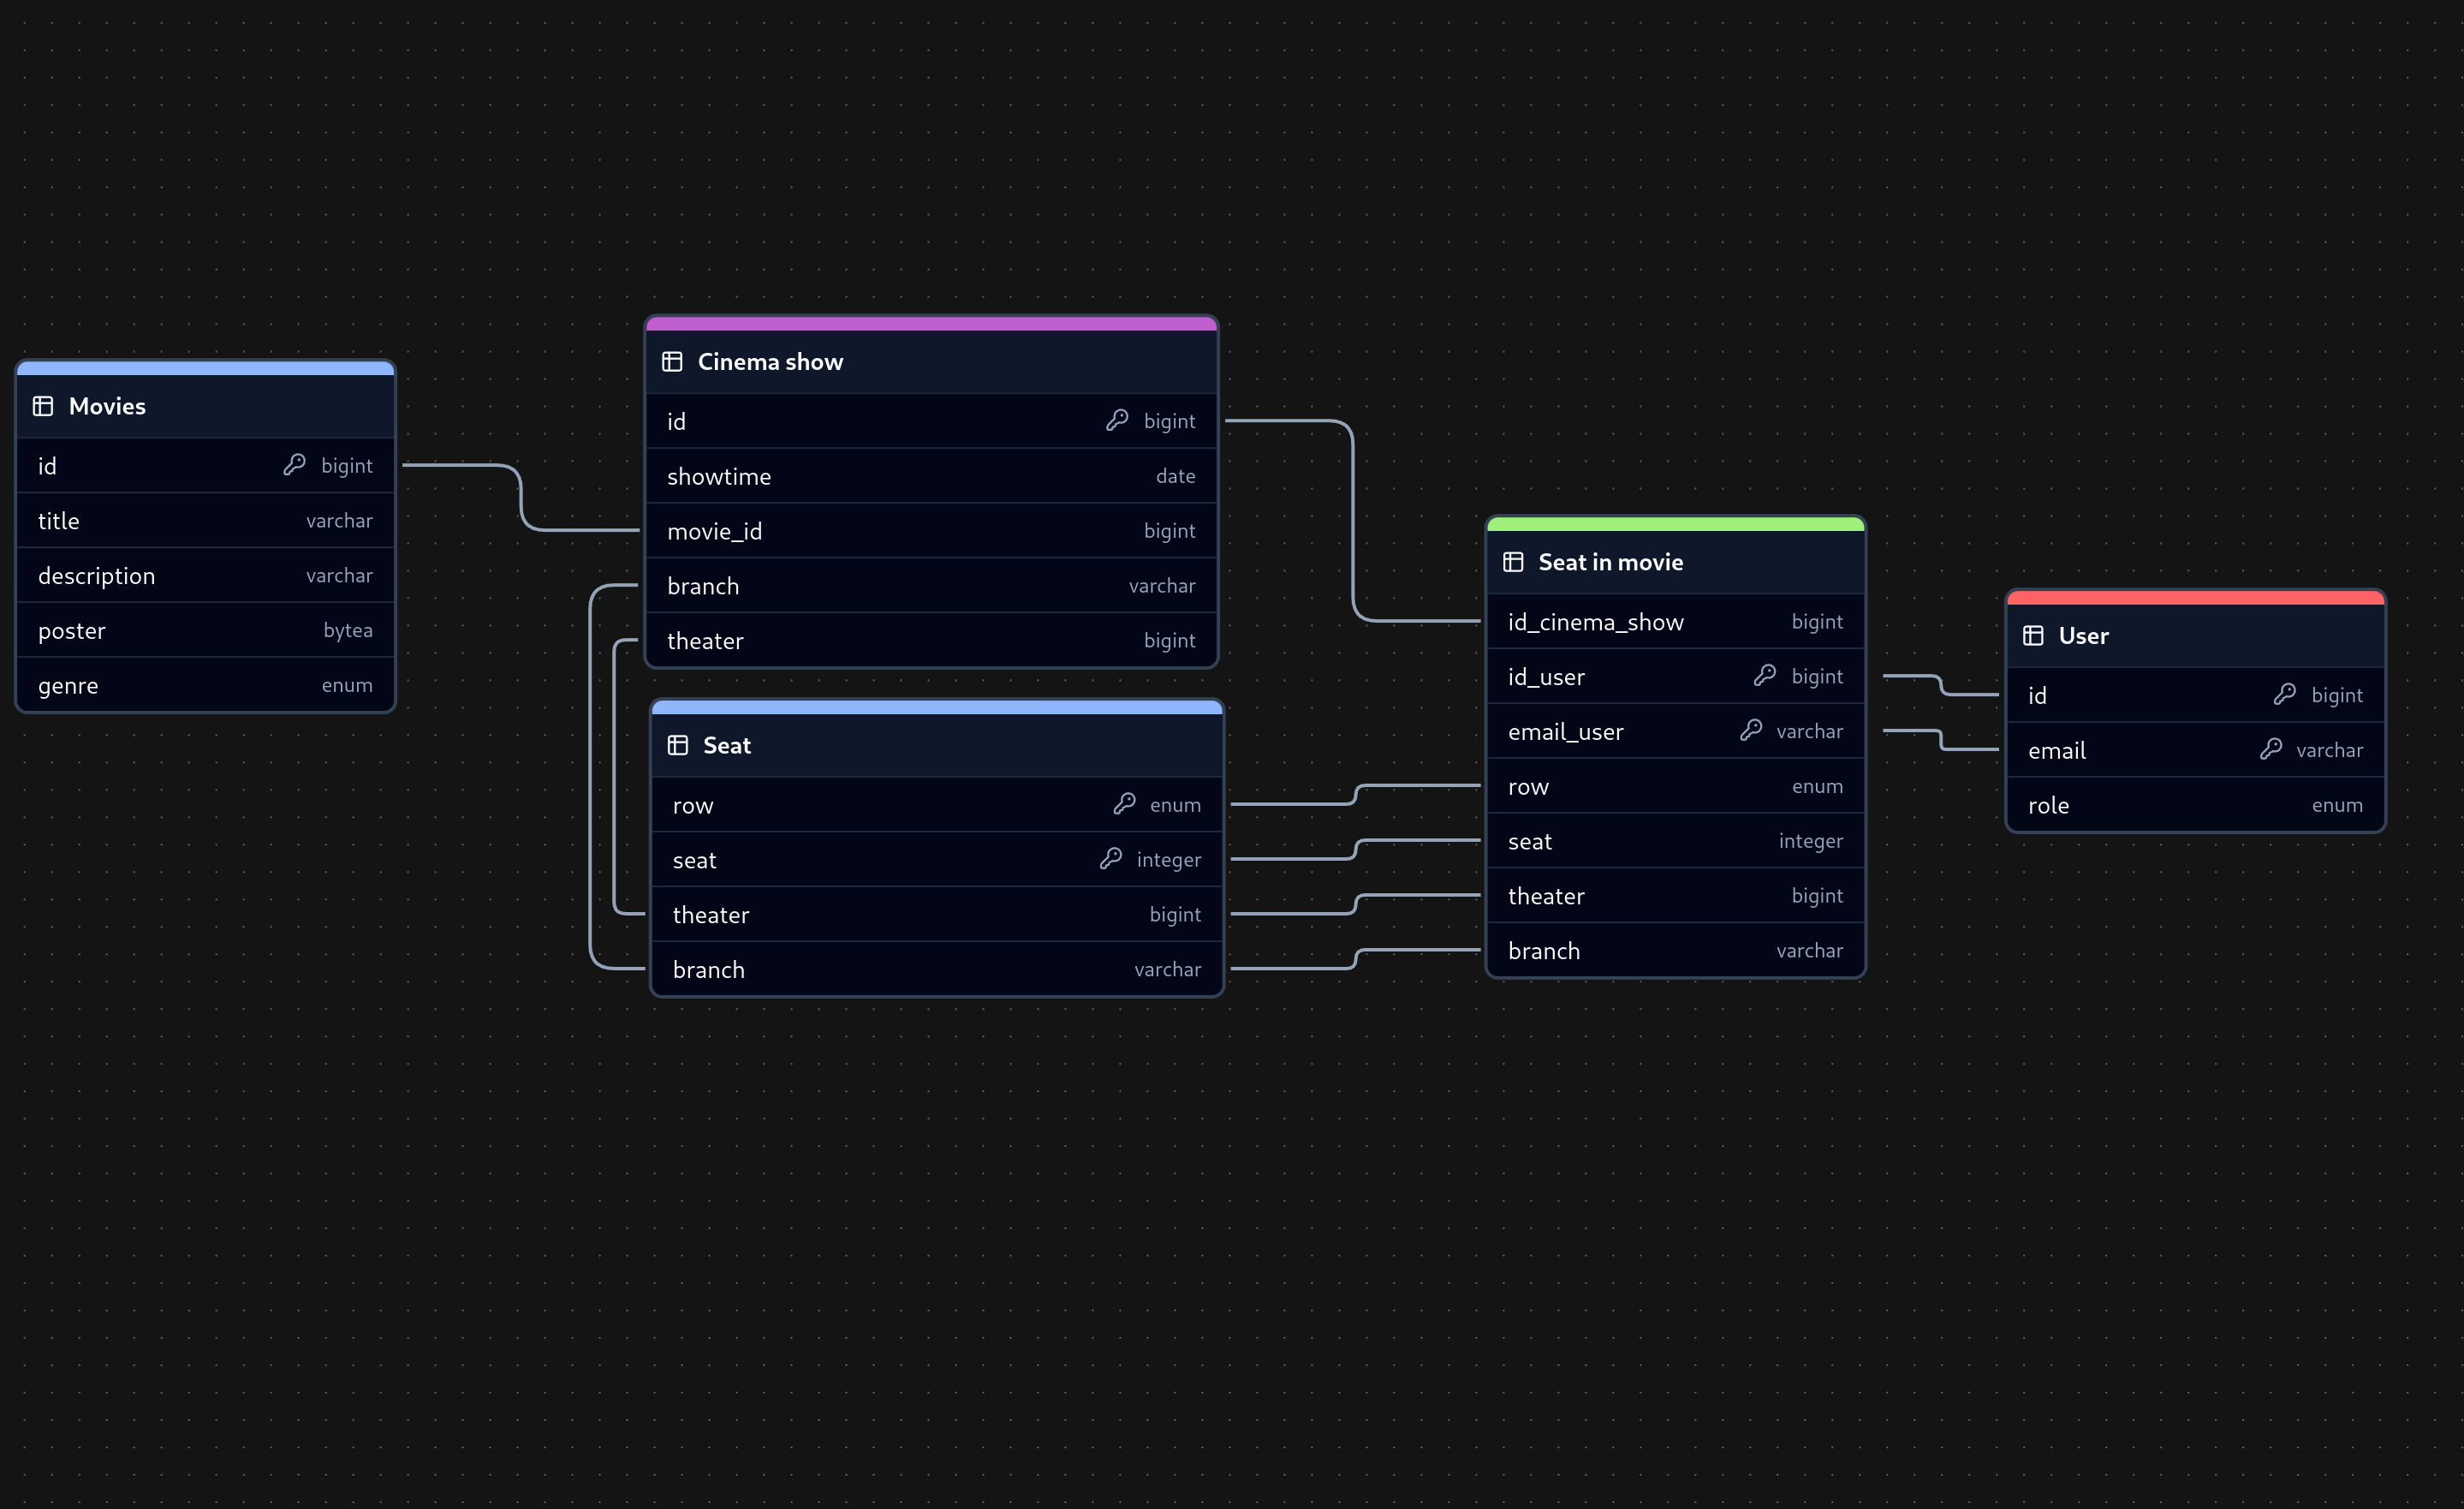 Movies
id bigint
title varchar
description varchar
poster bytea
genre enum
Cinema show
id bigint
showtime date
movie_id bigint
branch varchar
theater bigint
Seat
row enum
seat integer
theater bigint
branch varchar
Seat in movie
id_cinema_show bigint
id_user bigint
email_user varchar
row enum
seat integer
theater bigint
branch varchar
User
id bigint
email varchar
role enum